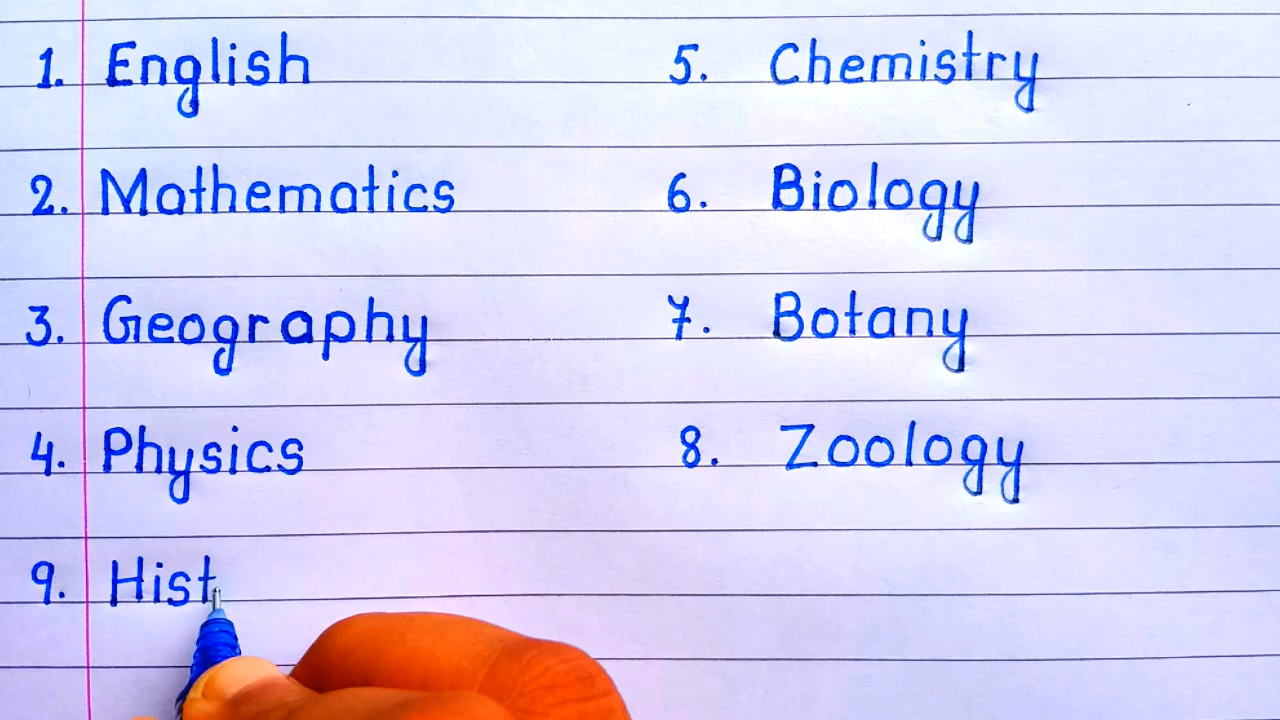 1. English
2. Mathematics
3. Geography
4. Physics
5. Chemistry
6. Biology
7. Botany
8. Zoology
9. Hist